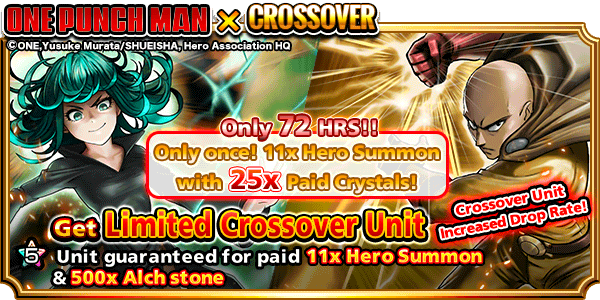 ONE PUNCH MAN × CROSSOVER
©ONE, Yusuke Murata/SHUEISHA, Hero Association HQ
Only 72 HRS!!
Only once! 11x Hero Summon
with 25x Paid Crystals!
Crossover Unit
Increased Drop Rate!
Get Limited Crossover Unit
5 Unit guaranteed for paid 11x Hero Summon
& 500x Alch stone